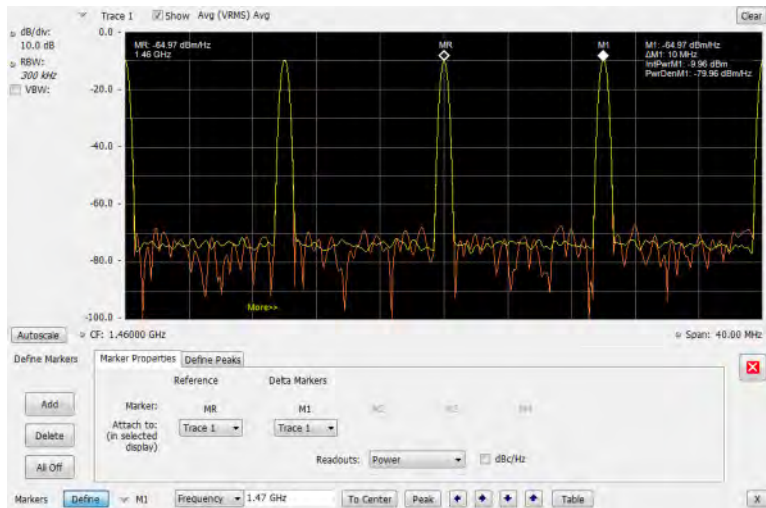 Trace 1 Show Avg (VRMS) Avg Clear
dB/div:
10.0 dB
RBW:
300 kHz
VBW:
0.0
-20.0
-40.0
-60.0
-80.0
-100.0
MR: -64.97 dBm/Hz
1.46 GHz
MR
M1
M1: -64.97 dBm/Hz
ΔM1: 10 MHz
IntPwrM1: -9.96 dBm
PwrDenM1: -79.96 dBm/Hz
More>>
Autoscale CF: 1.46000 GHz Span: 40.00 MHz
Define Markers Marker Properties Define Peaks
Reference Delta Markers
Add Marker: MR M1 M2 M3 M4
Delete Attach to: Trace 1 Trace 1
(in selected
display)
All Off Readouts: Power dBc/Hz
Markers Define M1 Frequency 1.47 GHz To Center Peak Table X